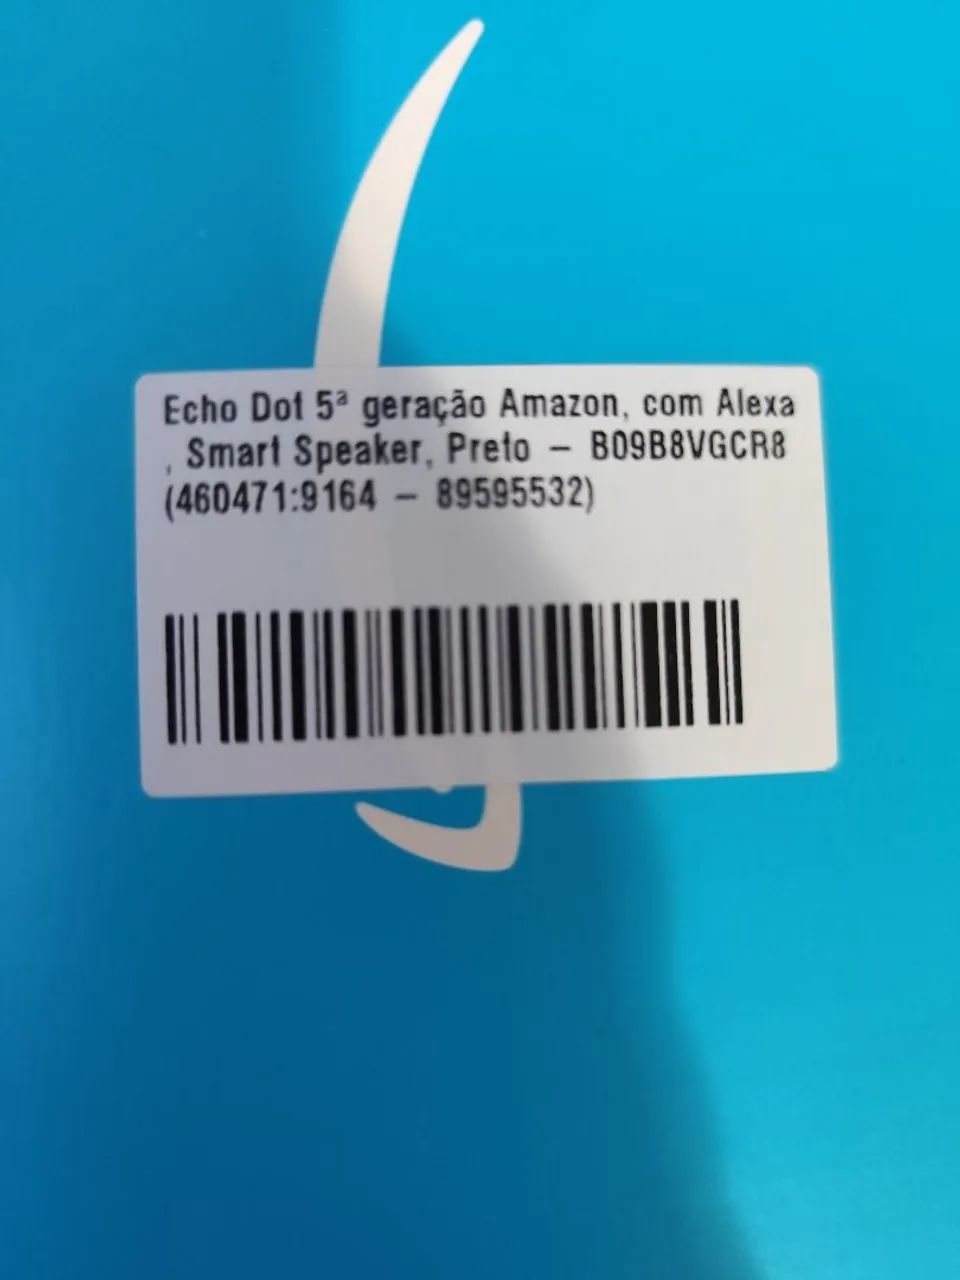 Echo Dot 5ª geração Amazon, com Alexa
, Smart Speaker, Preto – B09B8VGCR8
(460471:9164 – 89595532)